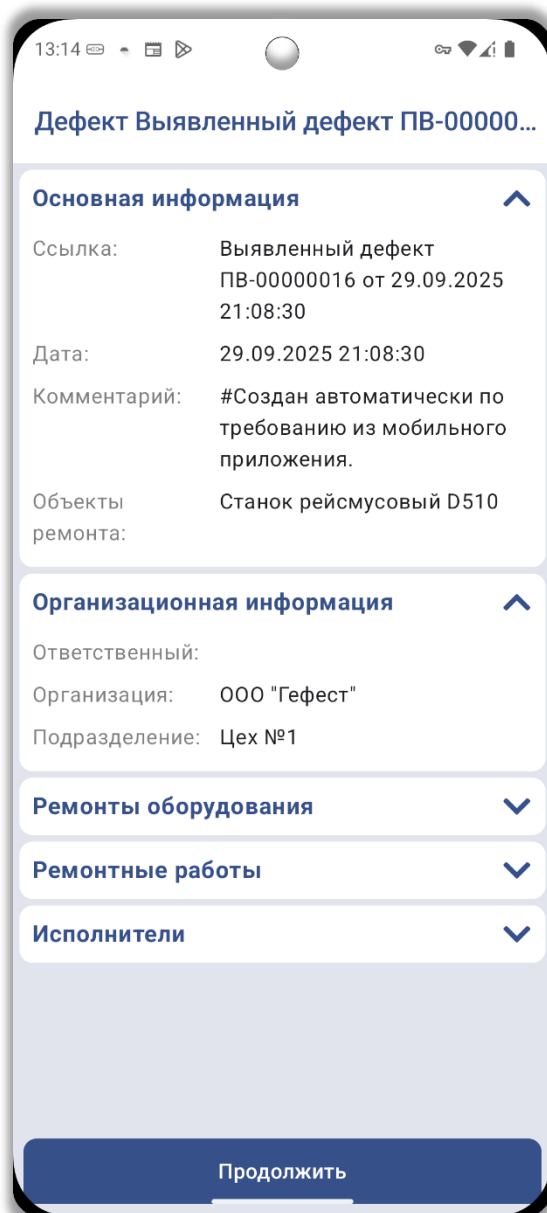 13:14
Дефект Выявленный дефект ПВ-00000...
Основная информация
Ссылка: Выявленный дефект
ПВ-00000016 от 29.09.2025
21:08:30
Дата: 29.09.2025 21:08:30
Комментарий: #Создан автоматически по
требованию из мобильного
приложения.
Объекты Станок рейсмусовый D510
ремонта:
Организационная информация
Ответственный:
Организация: ООО "Гефест"
Подразделение: Цех №1
Ремонты оборудования
Ремонтные работы
Исполнители
Продолжить